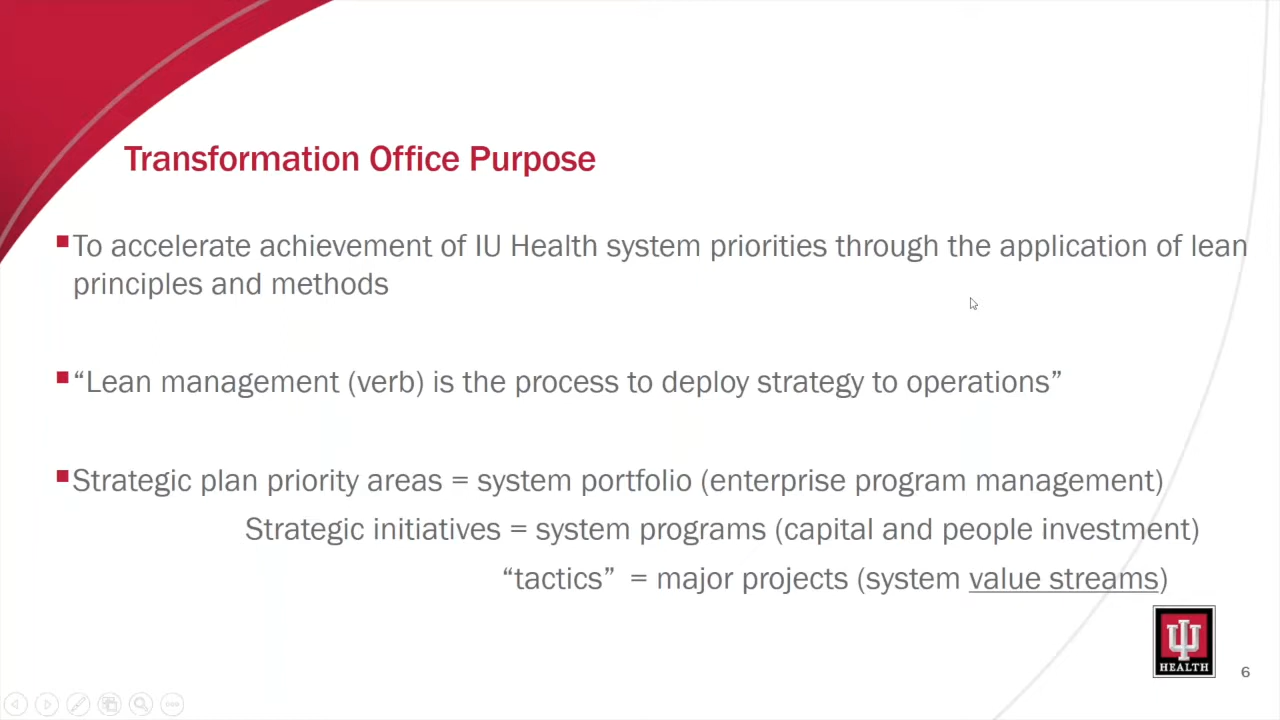 Transformation Office Purpose
To accelerate achievement of IU Health system priorities through the application of lean
principles and methods
“Lean management (verb) is the process to deploy strategy to operations”
Strategic plan priority areas = system portfolio (enterprise program management)
Strategic initiatives = system programs (capital and people investment)
“tactics” = major projects (system value streams)
IU
HEALTH
6